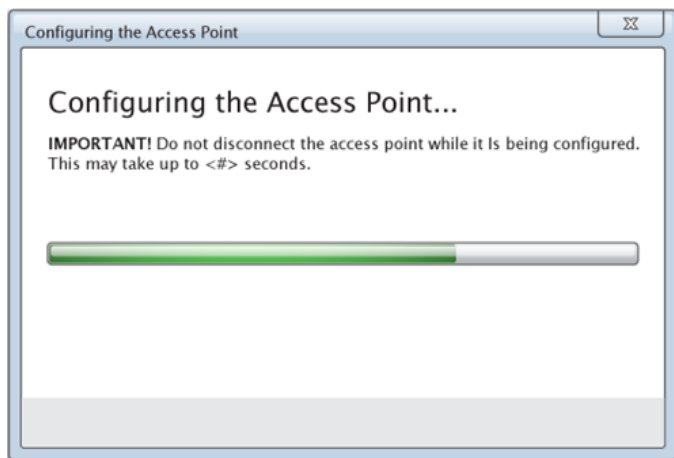 Configuring the Access Point
X
Configuring the Access Point...
IMPORTANT! Do not disconnect the access point while it Is being configured.
This may take up to <#> seconds.